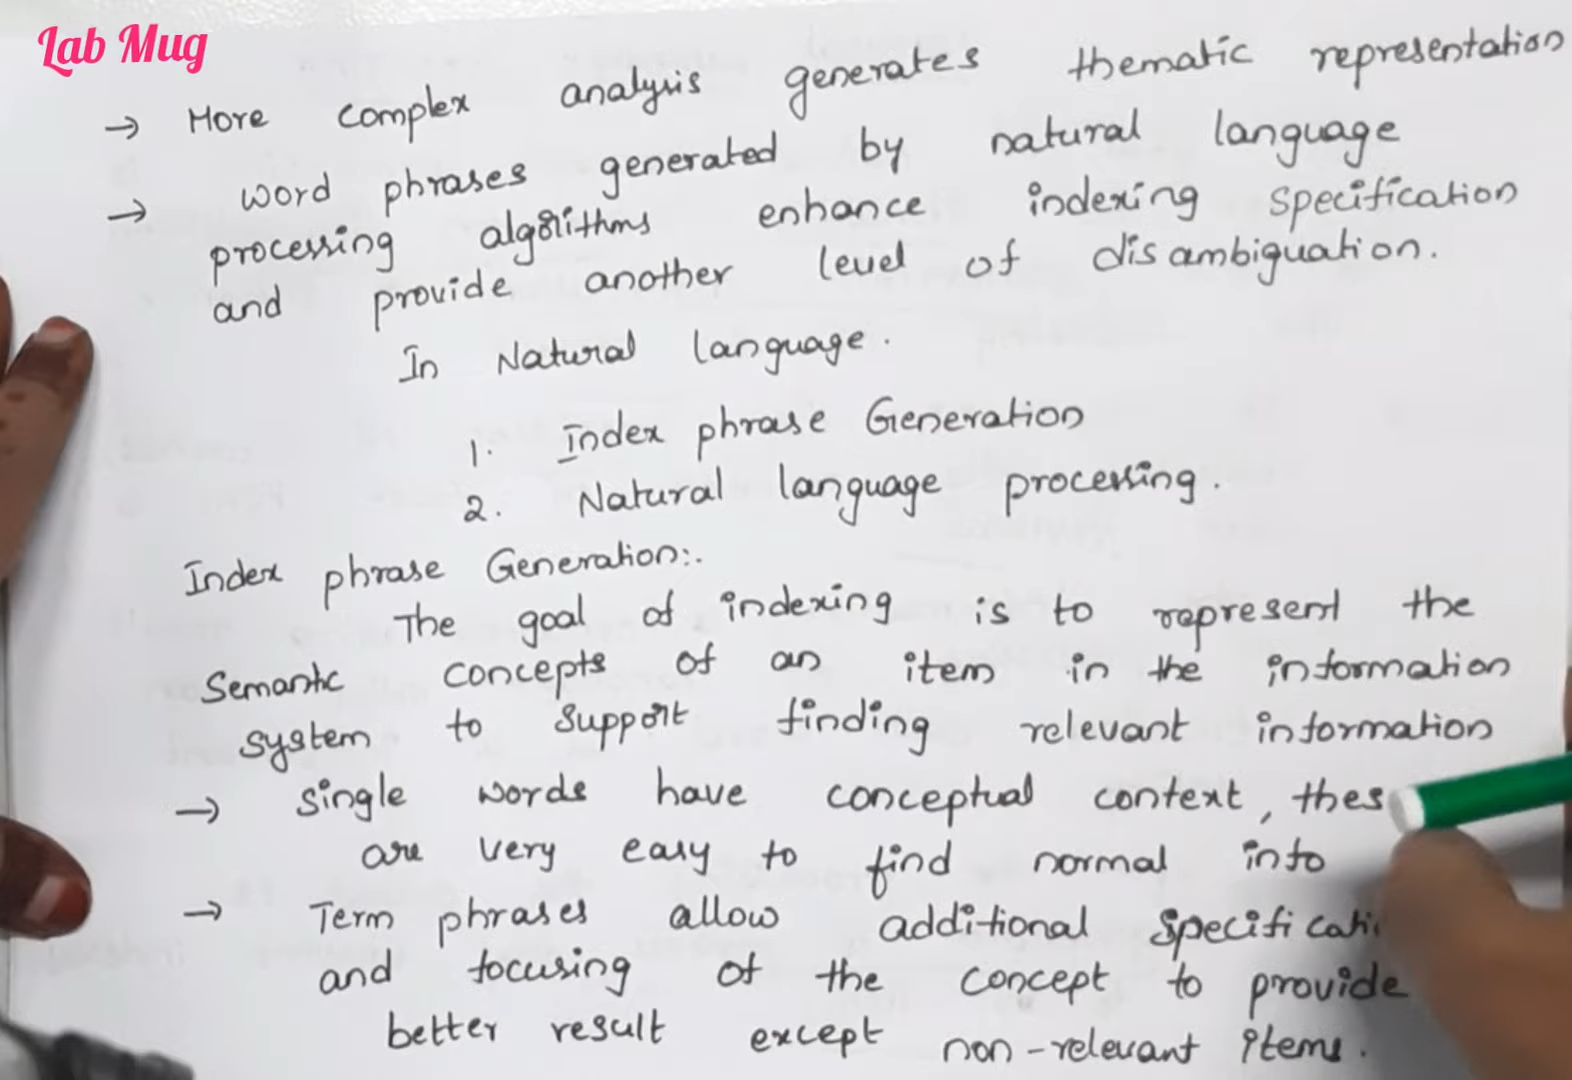 Lab Mug
→ More complex analysis generates thematic representation
→ word phrases generated by natural language
processing algorithms enhance indexing specification
and provide another level of disambiguation.
In Natural language.
1. Index phrase Generation
2. Natural language processing.
Index phrase Generation:.
The goal of indexing is to represent the
Semantic concepts of an item in the information
system to support finding relevant information
→ Single words have conceptual context, thes
are very easy to find normal info
→ Term phrases allow additional specificati
and focusing of the concept to provide
better result except non-relevant items.